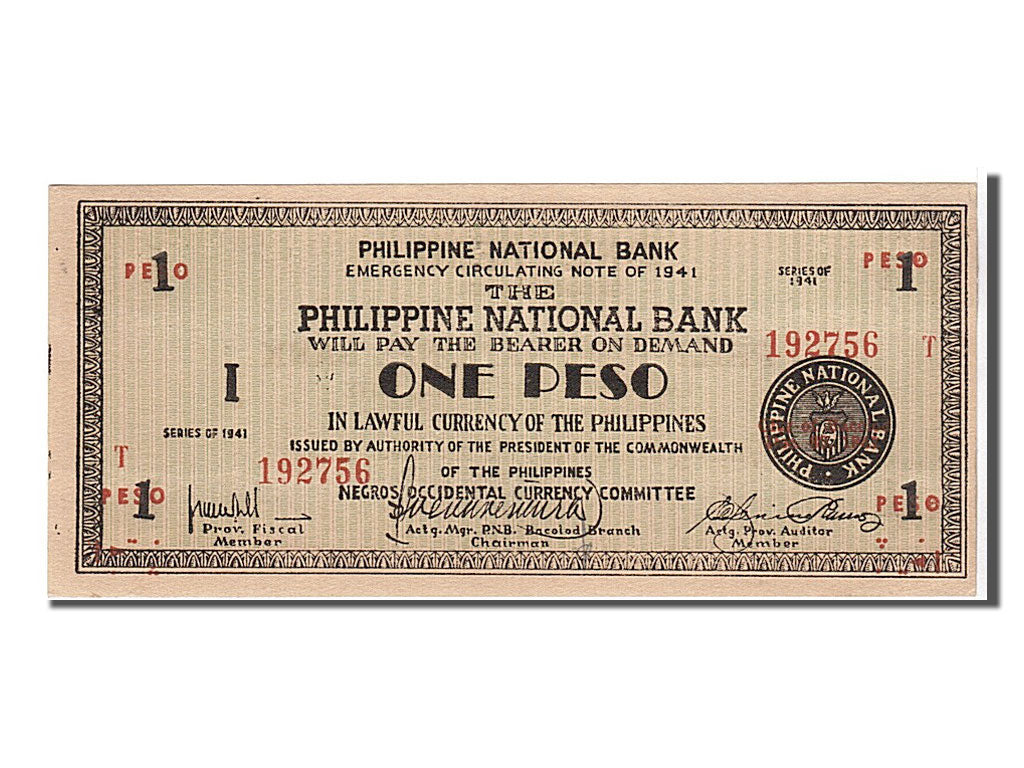 PHILIPPINE NATIONAL BANK
EMERGENCY CIRCULATING NOTE OF 1941
PESO 1
SERIES OF 1941
PESO 1
THE
PHILIPPINE NATIONAL BANK
WILL PAY THE BEARER ON DEMAND
192756 T
I
ONE PESO
IN LAWFUL CURRENCY OF THE PHILIPPINES
PHILIPPINE NATIONAL BANK
SERIES OF 1941
ISSUED BY AUTHORITY OF THE PRESIDENT OF THE COMMONWEALTH
T 192756
OF THE PHILIPPINES
NEGROS OCCIDENTAL CURRENCY COMMITTEE
PESO 1
PESO 1
Prov. Fiscal
Member
Actg. Mgr. P.N.B. Bacolod Branch
Chairman
Actg. Prov. Auditor
Member